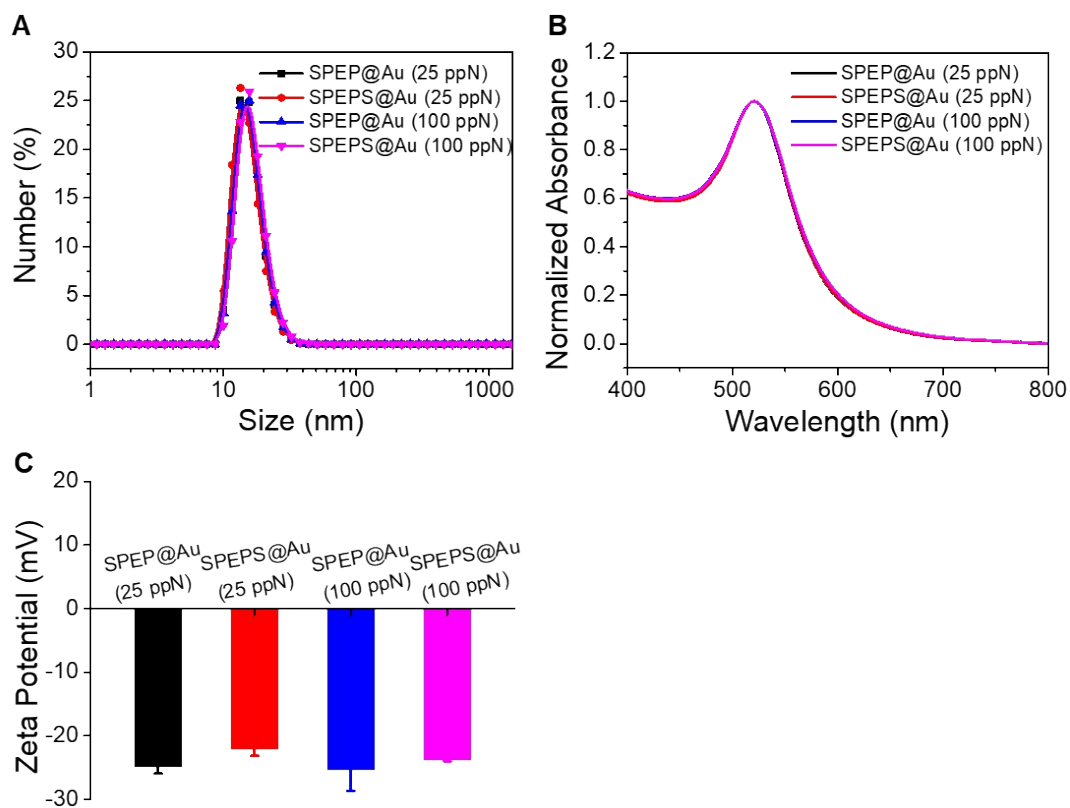 A
30
25
20
15
10
5
0
Number (%)
SPEP@Au (25 ppN)
SPEPS@Au (25 ppN)
SPEP@Au (100 ppN)
SPEPS@Au (100 ppN)
1
10
100
1000
Size (nm)
B
1.2
1.0
0.8
0.6
0.4
0.2
0.0
Normalized Absorbance
SPEP@Au (25 ppN)
SPEPS@Au (25 ppN)
SPEP@Au (100 ppN)
SPEPS@Au (100 ppN)
400
500
600
700
800
Wavelength (nm)
C
20
10
0
-10
-20
-30
Zeta Potential (mV)
SPEP@Au
(25 ppN)
SPEPS@Au
(25 ppN)
SPEP@Au
(100 ppN)
SPEPS@Au
(100 ppN)